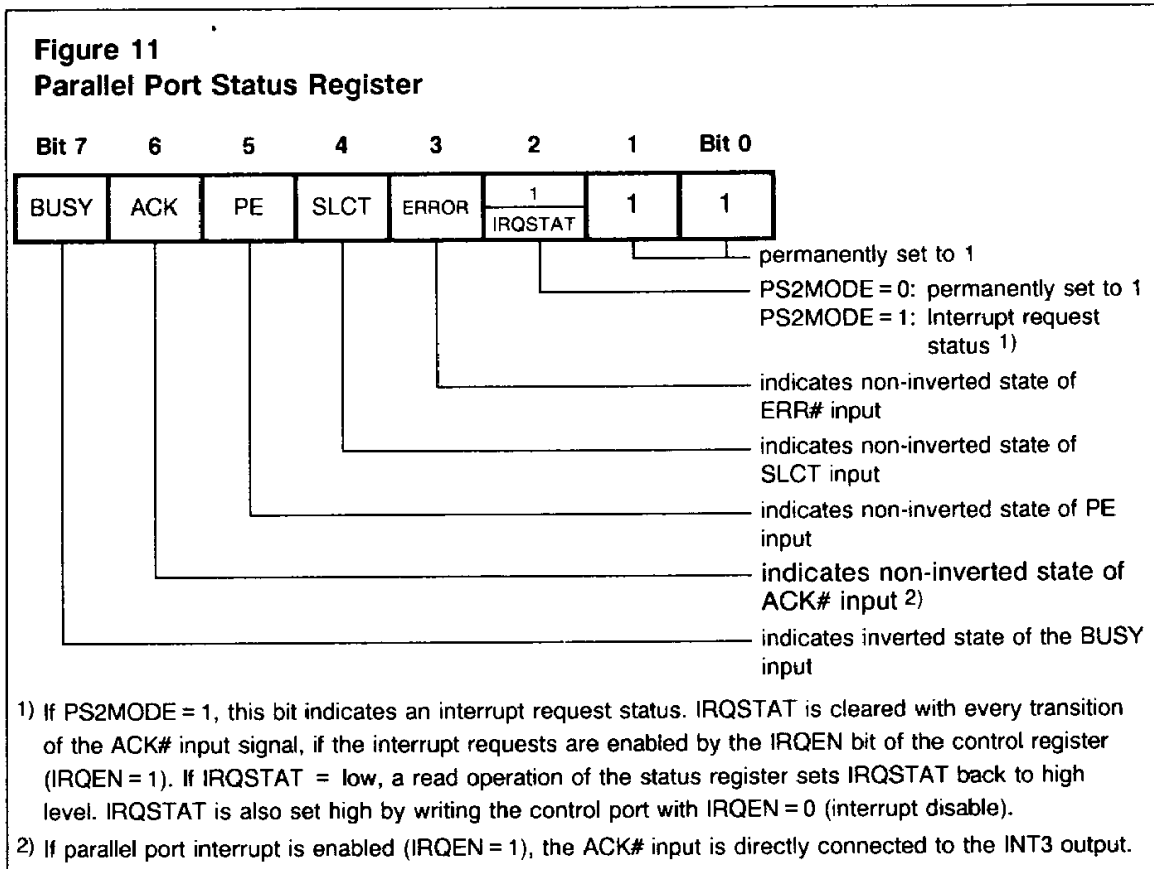 Figure 11
Parallel Port Status Register
Bit 7 6 5 4 3 2 1 Bit 0
BUSY ACK PE SLCT ERROR 1 IRQSTAT 1 1
permanently set to 1
PS2MODE = 0: permanently set to 1
PS2MODE = 1: Interrupt request
status 1)
indicates non-inverted state of
ERR# input
indicates non-inverted state of
SLCT input
indicates non-inverted state of PE
input
indicates non-inverted state of
ACK# input 2)
indicates inverted state of the BUSY
input
1) If PS2MODE = 1, this bit indicates an interrupt request status. IRQSTAT is cleared with every transition
of the ACK# input signal, if the interrupt requests are enabled by the IRQEN bit of the control register
(IRQEN = 1). If IRQSTAT = low, a read operation of the status register sets IRQSTAT back to high
level. IRQSTAT is also set high by writing the control port with IRQEN = 0 (interrupt disable).
2) If parallel port interrupt is enabled (IRQEN = 1), the ACK# input is directly connected to the INT3 output.